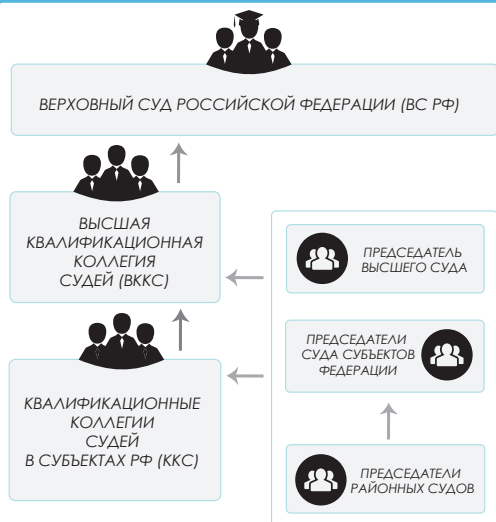 ВЕРХОВНЫЙ СУД РОССИЙСКОЙ ФЕДЕРАЦИИ (ВС РФ)
ВЫСШАЯ
КВАЛИФИКАЦИОННАЯ
КОЛЛЕГИЯ
СУДЕЙ (ВККС)
КВАЛИФИКАЦИОННЫЕ
КОЛЛЕГИИ
СУДЕЙ
В СУБЪЕКТАХ РФ (ККС)
ПРЕДСЕДАТЕЛЬ
ВЫСШЕГО СУДА
ПРЕДСЕДАТЕЛИ
СУДА СУБЪЕКТОВ
ФЕДЕРАЦИИ
ПРЕДСЕДАТЕЛИ
РАЙОННЫХ СУДОВ